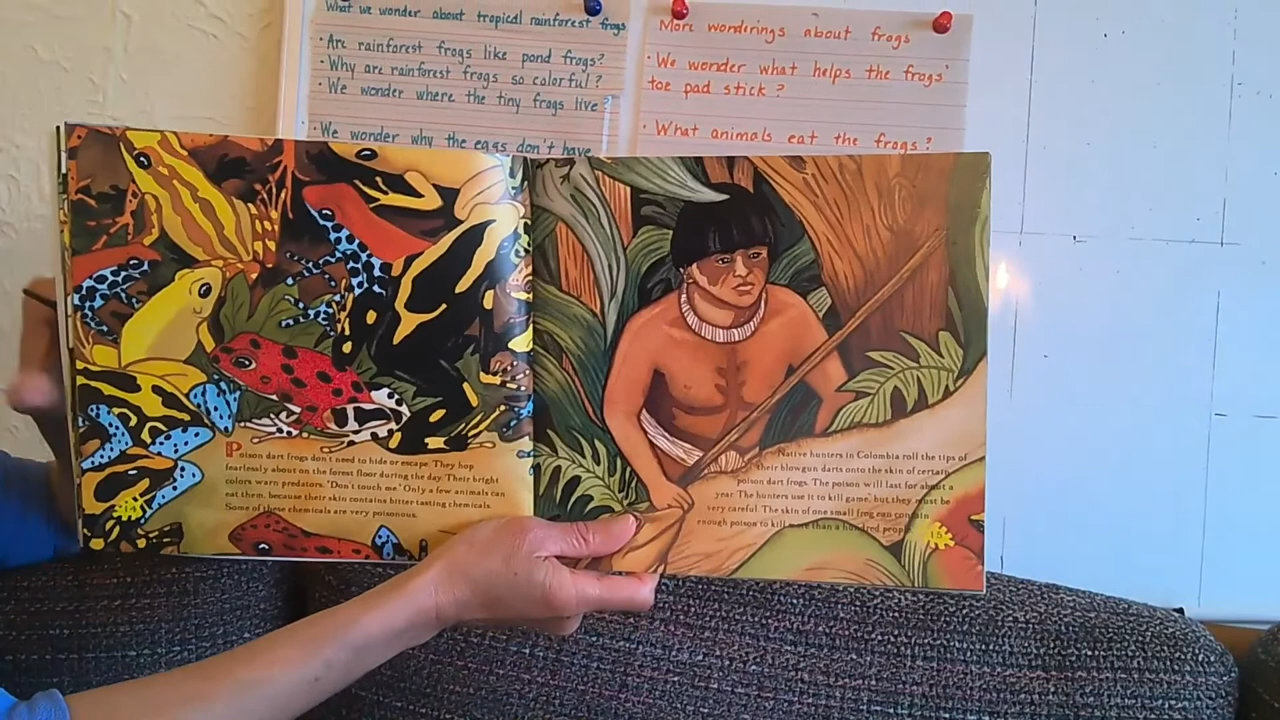 What we wonder about tropical rainforest frogs
· Are rainforest frogs like pond frogs?
· Why are rainforest frogs so colorful?
· We wonder where the tiny frogs live?
· We wonder why the eggs don't have
More wonderings about frogs
· We wonder what helps the frogs'
toe pad stick?
· What animals eat the frogs?
Poison dart frogs don't need to hide or escape. They hop
fearlessly about on the forest floor during the day. Their bright
colors warn predators, "Don't touch me." Only a few animals can
eat them, because their skin contains bitter-tasting chemicals.
Some of these chemicals are very poisonous.
14
Native hunters in Colombia roll the tips of
their blowgun darts onto the skin of certain
poison dart frogs. The poison will last for about a
year. The hunters use it to kill game, but they must be
very careful. The skin of one small frog can contain
enough poison to kill more than a hundred people.
15